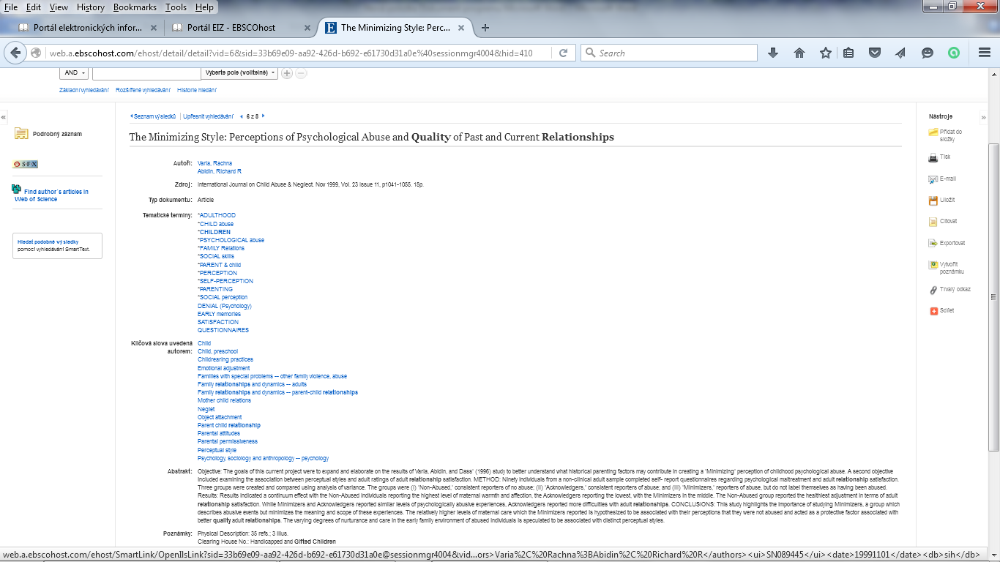 File Edit View History Bookmarks Tools Help
Portál elektronických infor... × Portál EIZ - EBSCOhost × The Minimizing Style: Perc... × +
web.a.ebscohost.com/ehost/detail/detail?vid=6&sid=33b69e09-aa92-426d-b692-e61730d31a0e%40sessionmgr4004&hid=410 Search
AND Vyberte pole (volitelné)
Základní vyhledávání Rozšířené vyhledávání Historie hledání
Seznam výsledků Upřesnit vyhledávání 6 z 8
Podrobný záznam
S·F·X
Find author´s articles in
Web of Science
Hledat podobné výsledky
pomocí vyhledávání SmartText.
The Minimizing Style: Perceptions of Psychological Abuse and Quality of Past and Current Relationships
Autoři: Varia, Rachna
Abidin, Richard R
Zdroj: International Journal on Child Abuse & Neglect. Nov 1999, Vol. 23 Issue 11, p1041-1055. 15p.
Typ dokumentu: Article
Tematické termíny: *ADULTHOOD
*CHILD abuse
*CHILDREN
*PSYCHOLOGICAL abuse
*FAMILY Relations
*SOCIAL skills
*PARENT & child
*PERCEPTION
*SELF-PERCEPTION
*PARENTING
*SOCIAL perception
DENIAL (Psychology)
EARLY memories
SATISFACTION
QUESTIONNAIRES
Klíčová slova uvedená Child
autorem: Child, preschool
Childrearing practices
Emotional adjustment
Families with special problems -- other family violence, abuse
Family relationships and dynamics -- adults
Family relationships and dynamics -- parent-child relationships
Mother child relations
Neglet
Object attachment
Parent child relationship
Parental attitudes
Parental permissiveness
Perceptual style
Psychology, sociology and anthropology -- psychology
Abstrakt: Objective: The goals of this current project were to expand and elaborate on the results of Varia, Abidin, and Dass' (1996) study to better understand what historical parenting factors may contribute in creating a 'Minimizing' perception of childhood psychological abuse. A second objective
included examining the association between perceptual styles and adult ratings of adult relationship satisfaction. METHOD: Ninety individuals from a non-clinical adult sample completed self- report questionnaires regarding psychological maltreatment and adult relationship satisfaction.
Three groups were created and compared using analysis of variance. The groups were (i) 'Non-Abused,' consistent reporters of no abuse; (ii) 'Acknowledgers,' consistent reporters of abuse; and (iii) 'Minimizers,' reporters of abuse, but do not label themselves as having been abused.
Results: Results indicated a continuum effect with the Non-Abused individuals reporting the highest level of maternal warmth and affection, the Acknowledgers reporting the lowest, with the Minimizers in the middle. The Non-Abused group reported the healthiest adjustment in terms of adult
relationship satisfaction. While Minimizers and Acknowledgers reported similar levels of psychologically abusive experiences, Acknowledgers reported more difficulties with adult relationships. CONCLUSIONS: This study highlights the importance of studying Minimizers, a group which
describes abusive events but minimizes the meaning and scope of these experiences. The relatively higher levels of maternal care which the Minimizers reported is hypothesized to be associated with their perceptions that they were not abused and acted as a protective factor associated with
better quality adult relationships. The varying degrees of nurturance and care in the early family environment of abused individuals is speculated to be associated with distinct perceptual styles.
Poznámky: Physical Description: 35 refs.; 3 illus.
Clearing House No.: Handicapped and Gifted Children
Nástroje
Přidat do
složky
Tisk
E-mail
Uložit
Citovat
Exportovat
Vytvořit
poznámku
Trvalý odkaz
Sdílet
web.a.ebscohost.com/ehost/SmartLink/OpenIlsLink?sid=33b69e09-aa92-426d-b692-e61730d31a0e@sessionmgr4004&vid...ors>Varia%2C%20Rachna%3BAbidin%2C%20Richard%20R</authors><ui>SN089445</ui><date>19991101</date><db>sih</db>